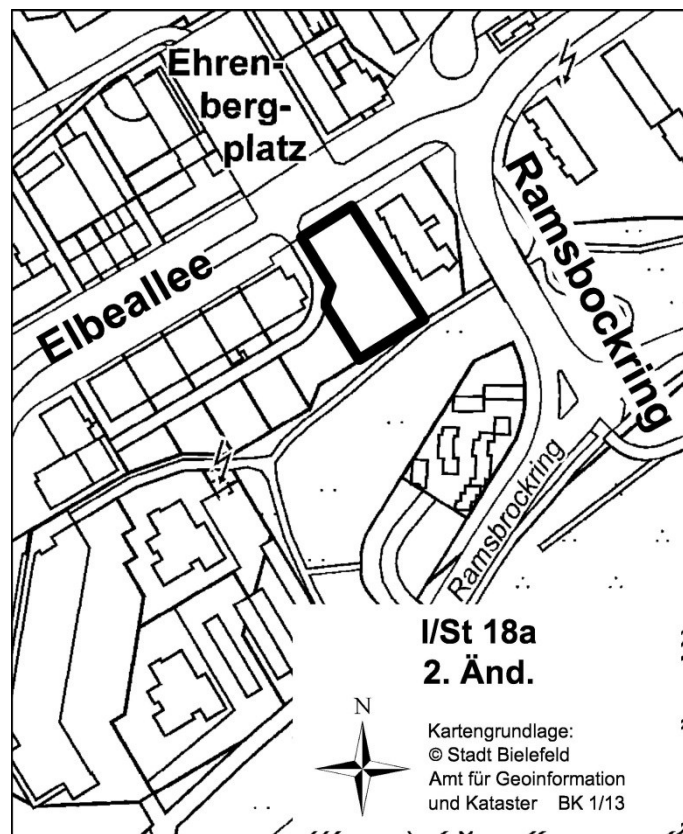 Ehren-
berg-
platz
Elbeallee
Ramsbockring
Ramsbrockring
I/St 18a
2. Änd.
N
Kartengrundlage:
© Stadt Bielefeld
Amt für Geoinformation
und Kataster BK 1/13